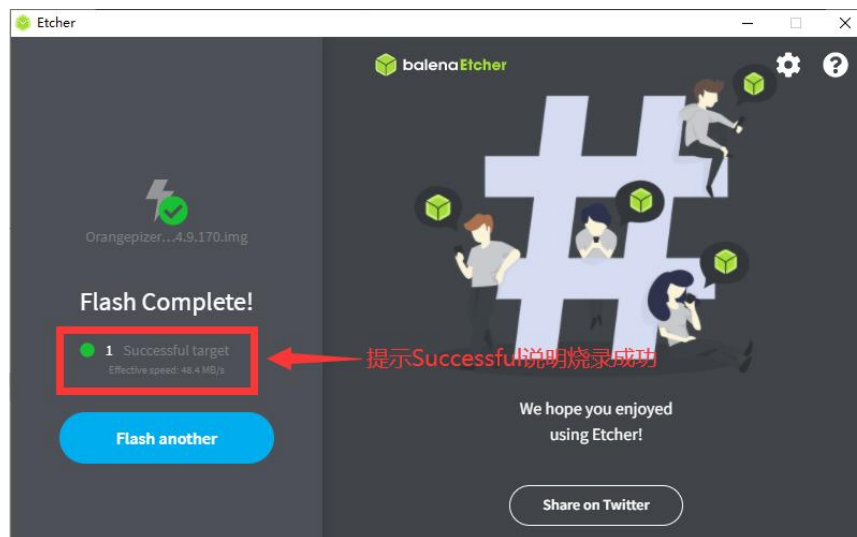 Etcher
balenaEtcher
Orangepizer...4.9.170.img
Flash Complete!
1 Successful target
Effective speed: 48.4 MB/s
提示Successful说明烧录成功
Flash another
We hope you enjoyed
using Etcher!
Share on Twitter